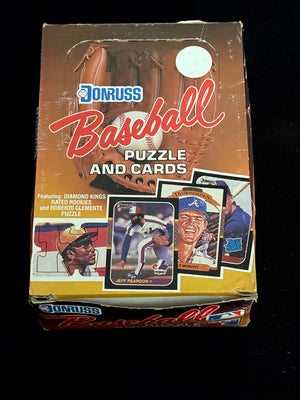 DONRUSS
Baseball
PUZZLE
AND CARDS
Featuring: DIAMOND KINGS
RATED ROOKIES
and ROBERTO CLEMENTE
PUZZLE
JEFF REARDON
DONRUSS
Baseball